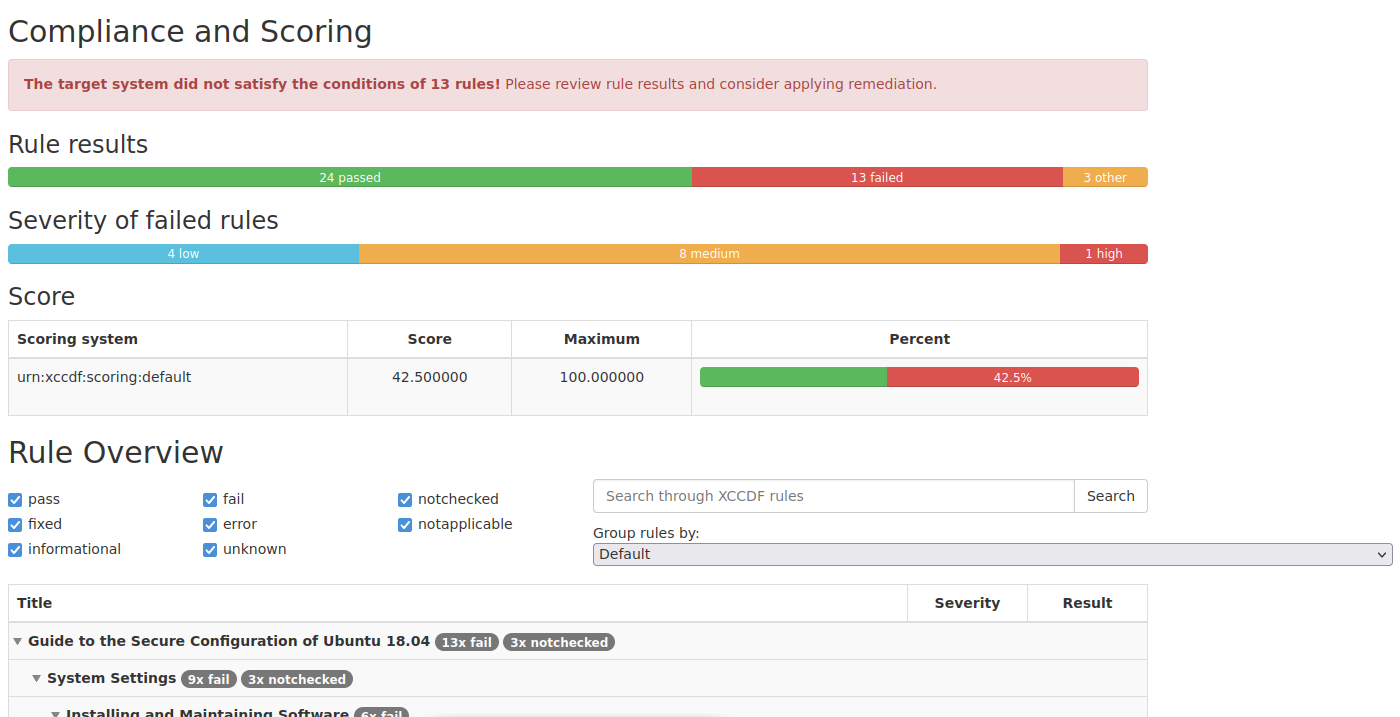 Compliance and Scoring
The target system did not satisfy the conditions of 13 rules! Please review rule results and consider applying remediation.
Rule results
24 passed 13 failed 3 other
Severity of failed rules
4 low 8 medium 1 high
Score
Scoring system Score Maximum Percent
urn:xccdf:scoring:default 42.500000 100.000000 42.5%
Rule Overview
pass fail notchecked
fixed error notapplicable
informational unknown
Search through XCCDF rules Search
Group rules by:
Default
Title Severity Result
Guide to the Secure Configuration of Ubuntu 18.04 13x fail 3x notchecked
System Settings 9x fail 3x notchecked
Installing and Maintaining Software 6x fail